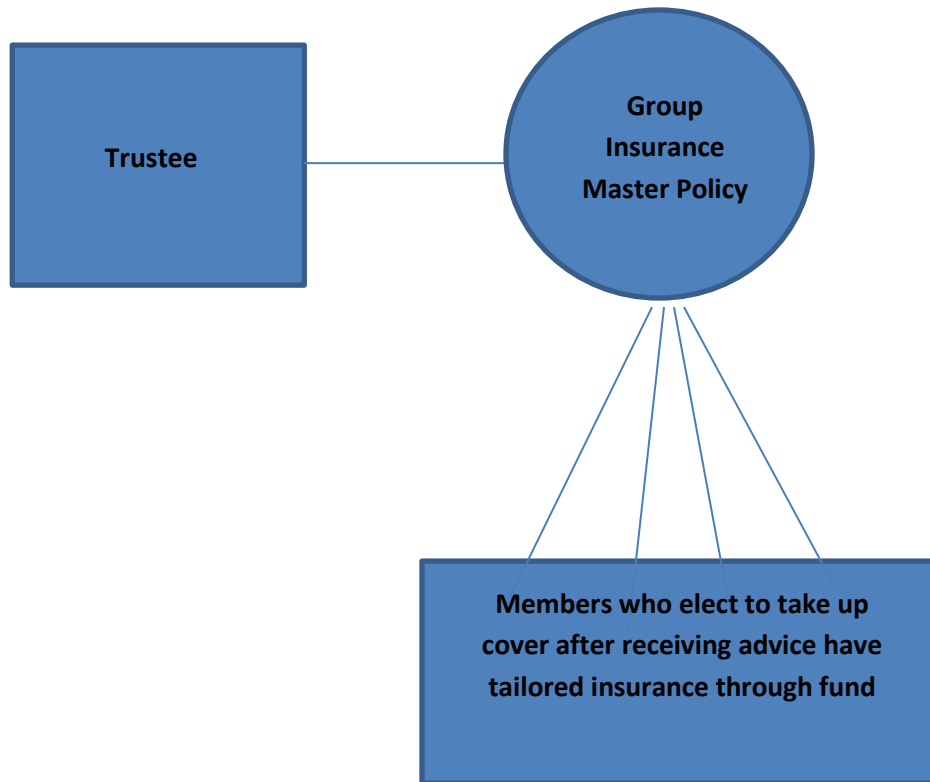 Trustee
Group
Insurance
Master Policy
Members who elect to take up
cover after receiving advice have
tailored insurance through fund